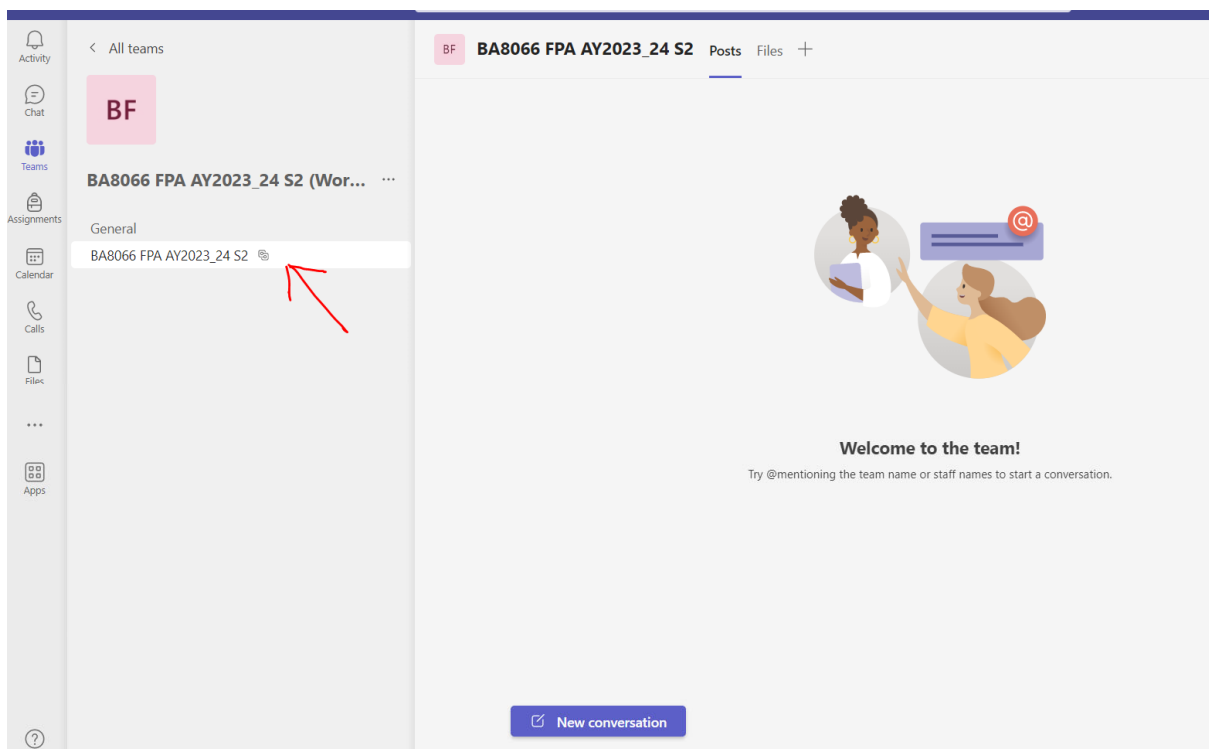 Activity
Chat
Teams
Assignments
Calendar
Calls
Files
Apps
All teams
BF
BA8066 FPA AY2023_24 S2 (Wor...
General
BA8066 FPA AY2023_24 S2
BF BA8066 FPA AY2023_24 S2 Posts Files
@
Welcome to the team!
Try @mentioning the team name or staff names to start a conversation.
New conversation